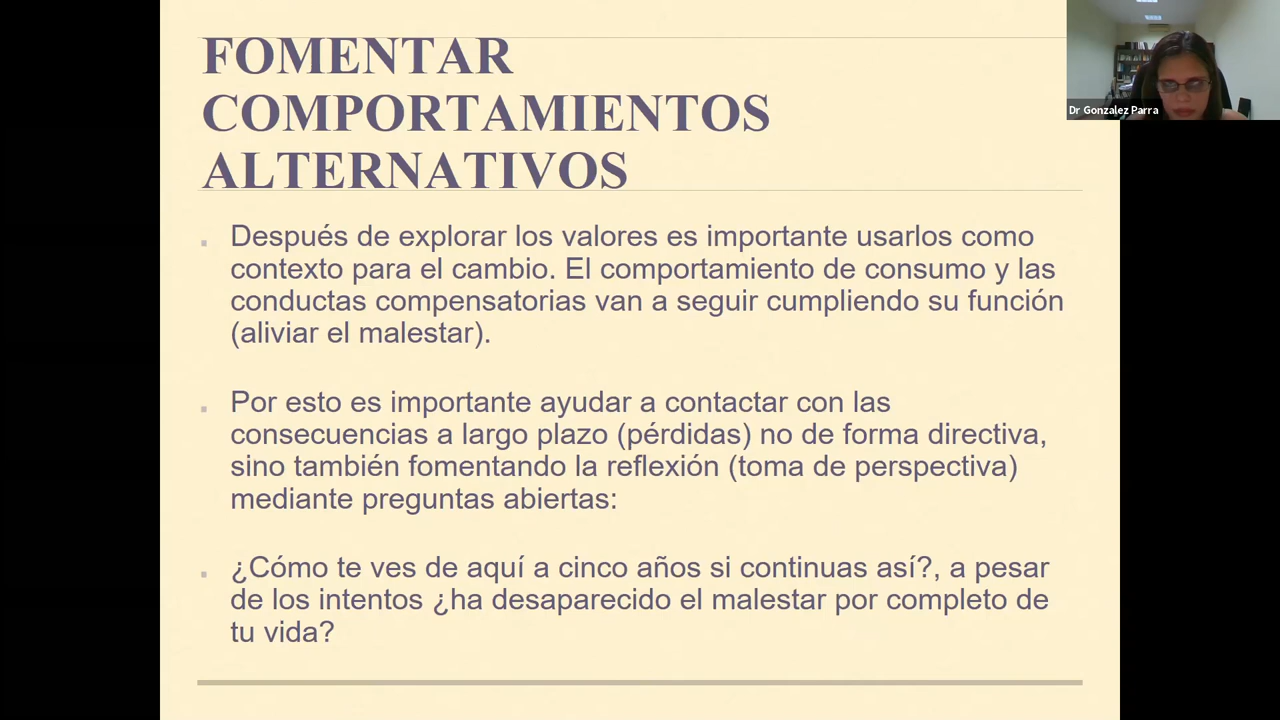 FOMENTAR
COMPORTAMIENTOS
ALTERNATIVOS
Dr Gonzalez Parra
Después de explorar los valores es importante usarlos como
contexto para el cambio. El comportamiento de consumo y las
conductas compensatorias van a seguir cumpliendo su función
(aliviar el malestar).
Por esto es importante ayudar a contactar con las
consecuencias a largo plazo (pérdidas) no de forma directiva,
sino también fomentando la reflexión (toma de perspectiva)
mediante preguntas abiertas:
¿Cómo te ves de aquí a cinco años si continuas así?, a pesar
de los intentos ¿ha desaparecido el malestar por completo de
tu vida?